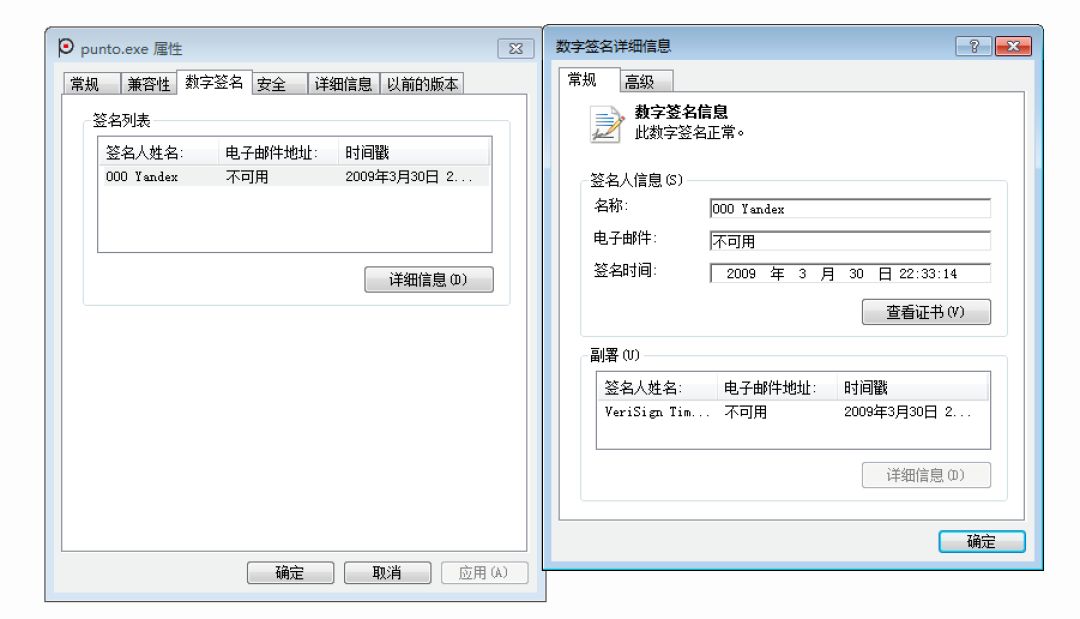 punto.exe 属性
常规 兼容性 数字签名 安全 详细信息 以前的版本
签名列表
签名人姓名: 电子邮件地址: 时间戳
OOO Yandex 不可用 2009年3月30日 2...
详细信息(D)
确定 取消 应用(A)
数字签名详细信息
常规 高级
数字签名信息
此数字签名正常。
签名人信息(S)
名称: OOO Yandex
电子邮件: 不可用
签名时间: 2009 年 3 月 30 日 22:33:14
查看证书(V)
副署(U)
签名人姓名: 电子邮件地址: 时间戳
VeriSign Tim... 不可用 2009年3月30日 2...
详细信息(D)
确定